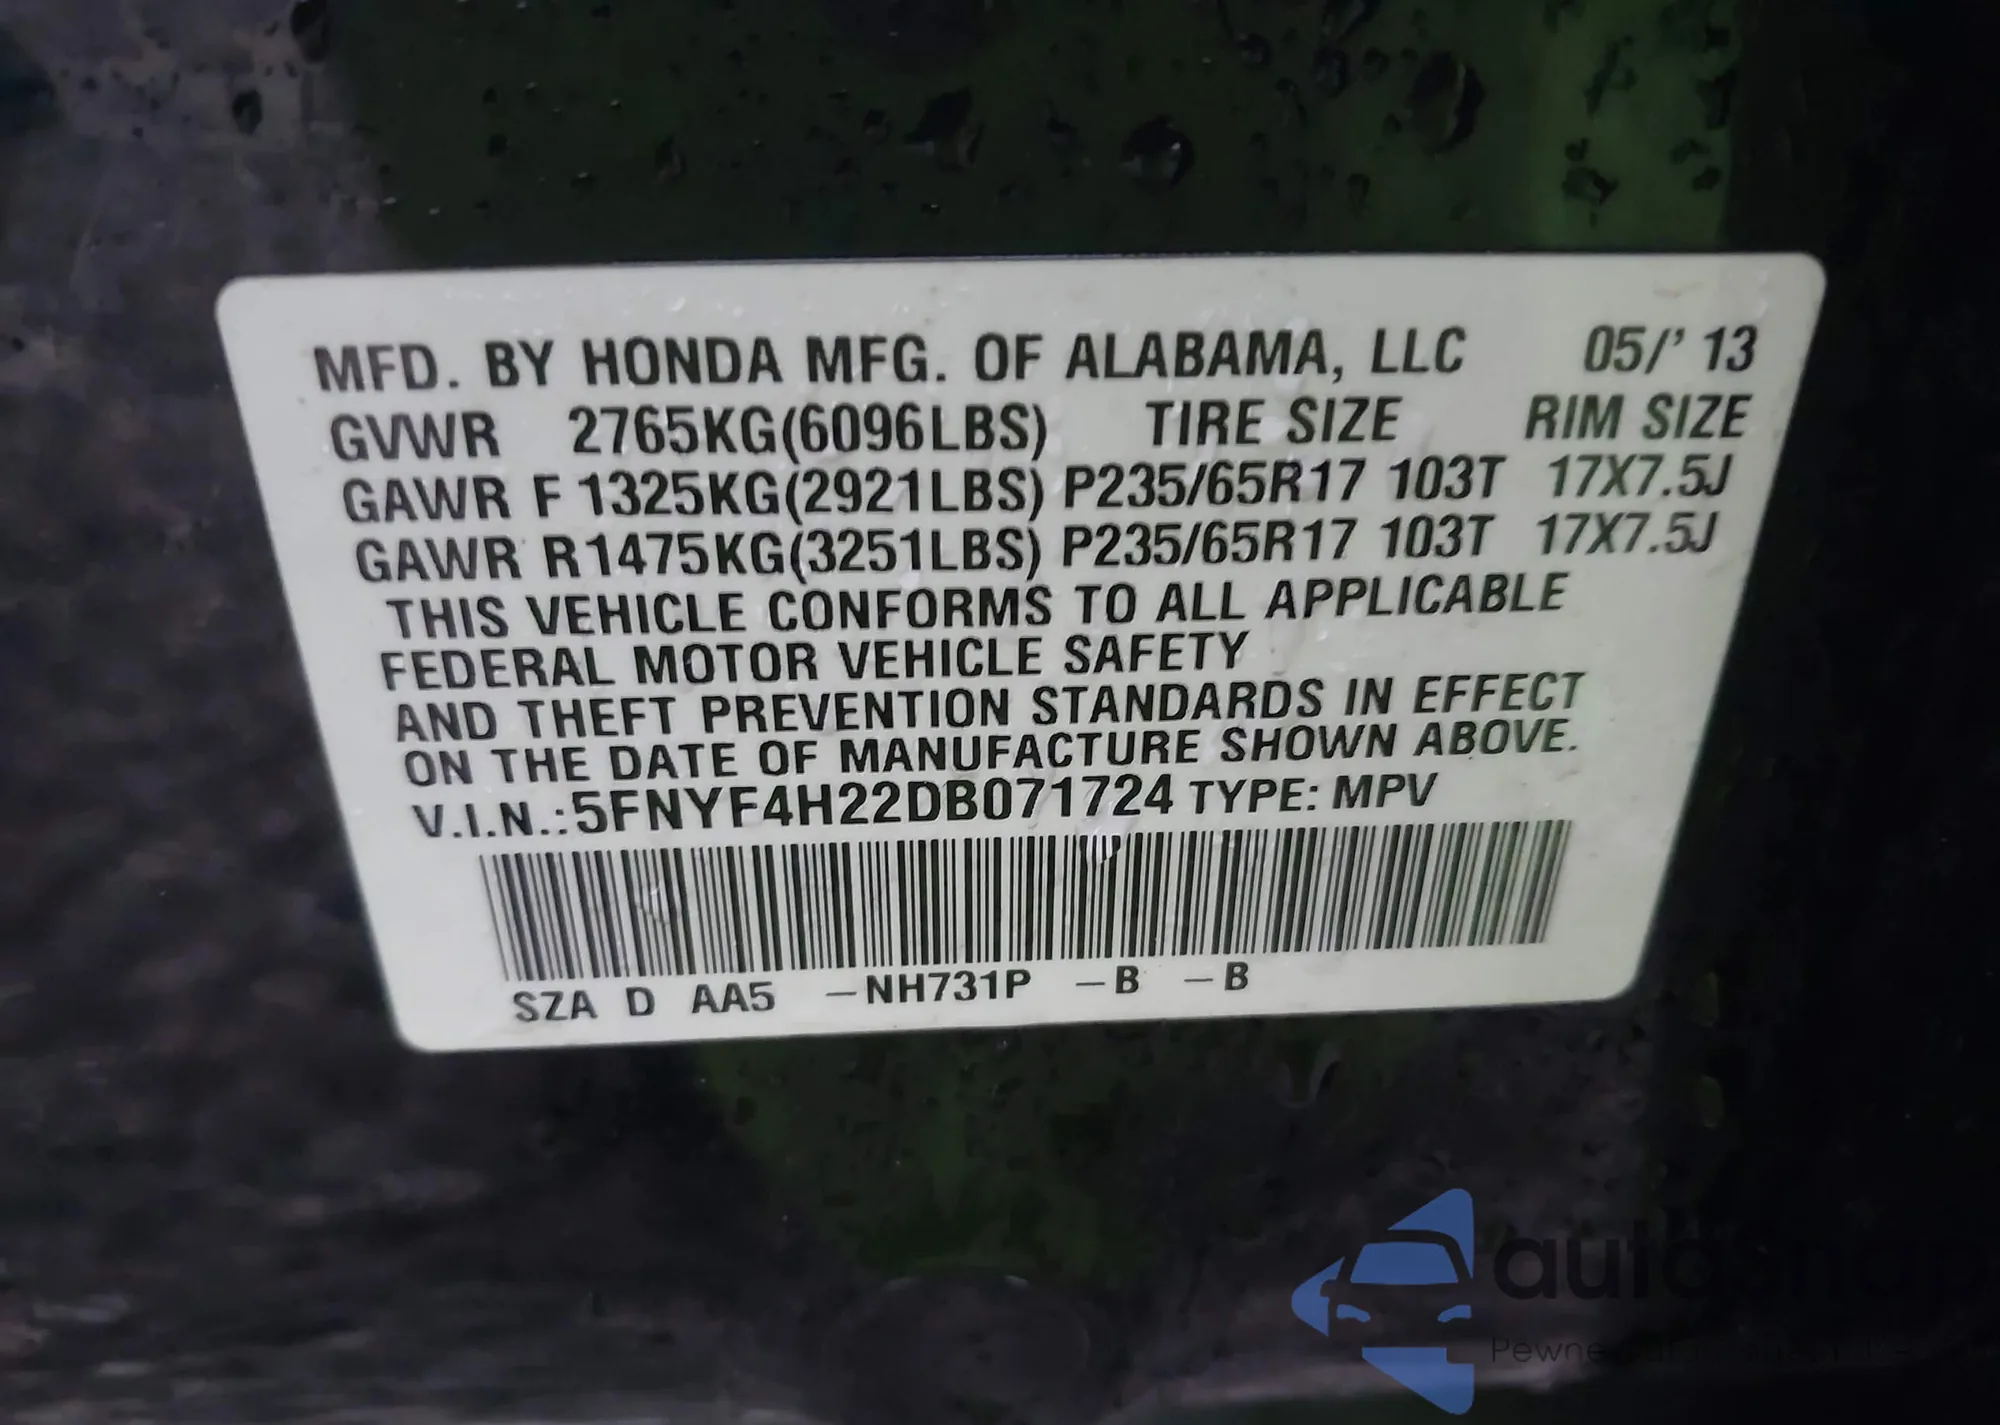 MFD. BY HONDA MFG. OF ALABAMA, LLC 05/' 13
GVWR 2765KG(6096LBS) TIRE SIZE RIM SIZE
GAWR F 1325KG(2921LBS) P235/65R17 103T 17X7.5J
GAWR R1475KG(3251LBS) P235/65R17 103T 17X7.5J
THIS VEHICLE CONFORMS TO ALL APPLICABLE
FEDERAL MOTOR VEHICLE SAFETY
AND THEFT PREVENTION STANDARDS IN EFFECT
ON THE DATE OF MANUFACTURE SHOWN ABOVE.
V.I.N.:5FNYF4H22DB071724 TYPE: MPV
SZA D AA5 -NH731P -B -B
autosnap